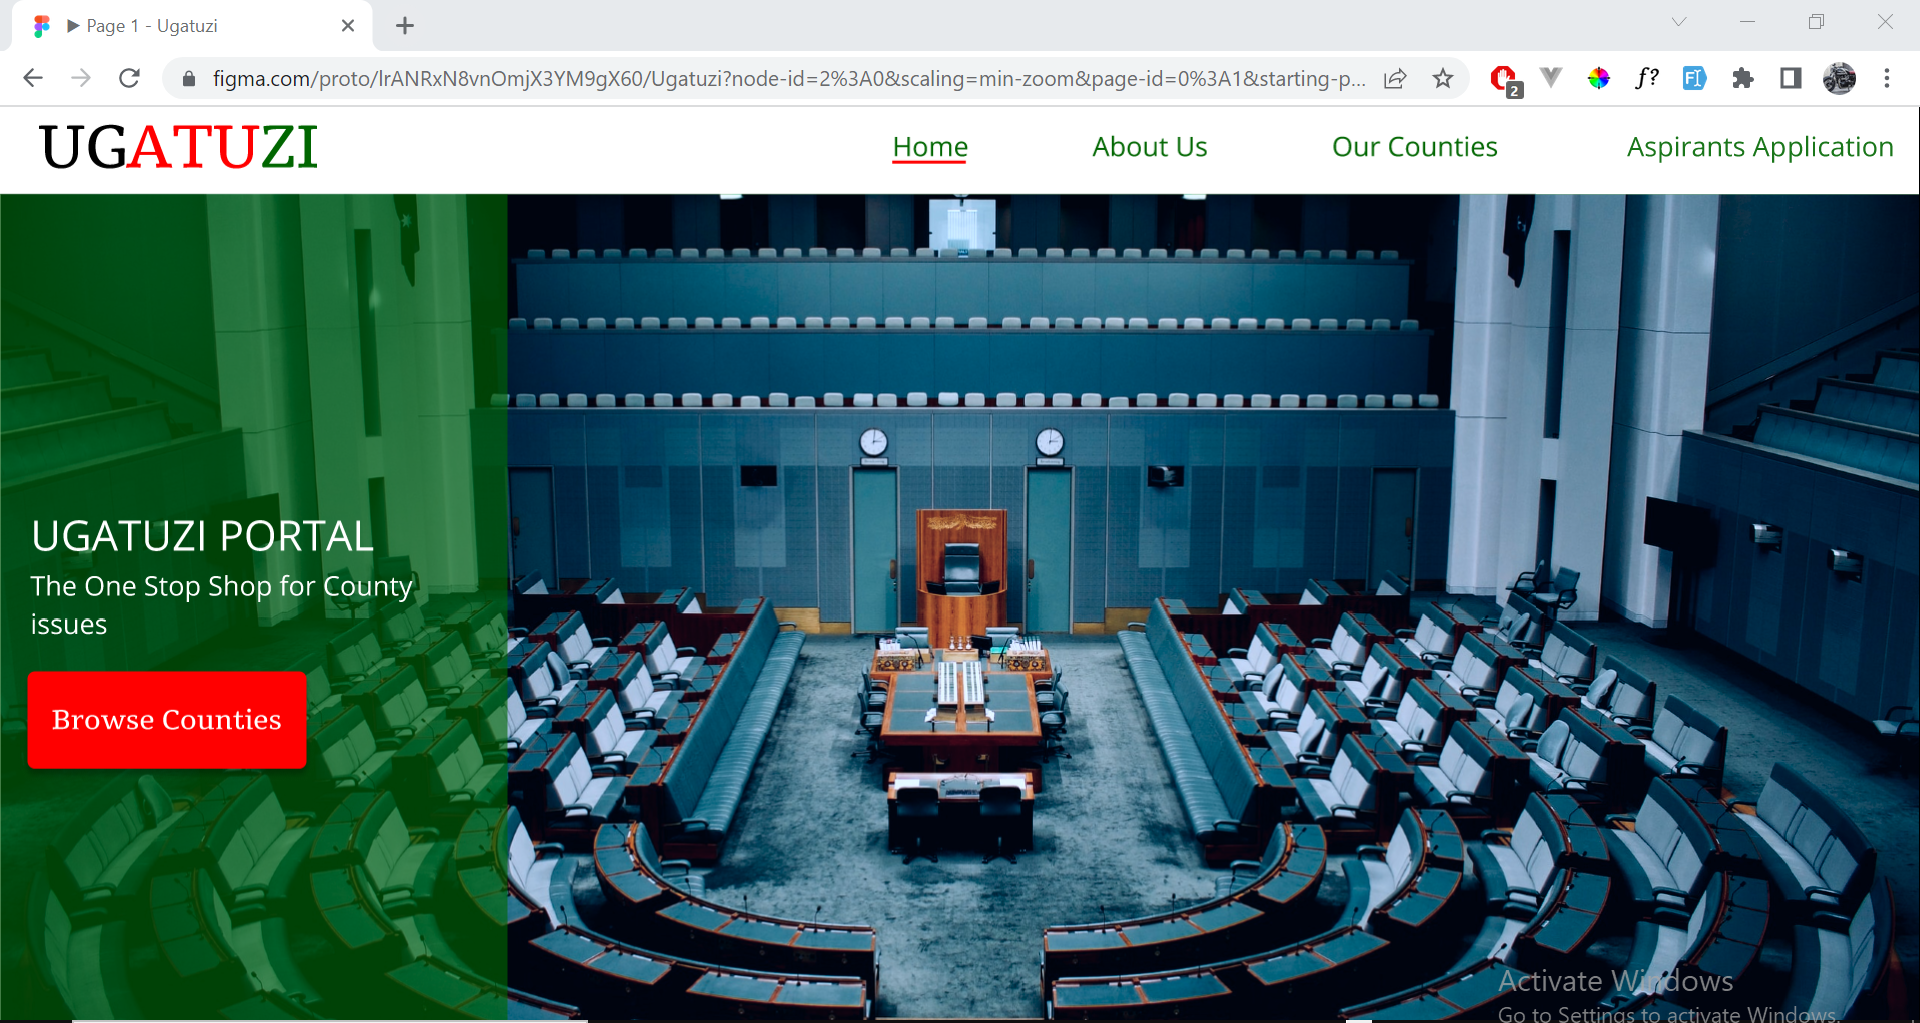 Page 1 - Ugatuzi
figma.com/proto/lrANRxN8vnOmjX3YM9gX60/Ugatuzi?node-id=2%3A0&scaling=min-zoom&page-id=0%3A1&starting-p...
f?
2
UGATUZI
Home
About Us
Our Counties
Aspirants Application
UGATUZI PORTAL
The One Stop Shop for County
issues
Browse Counties
Activate Windows
Go to Settings to activate Windows.